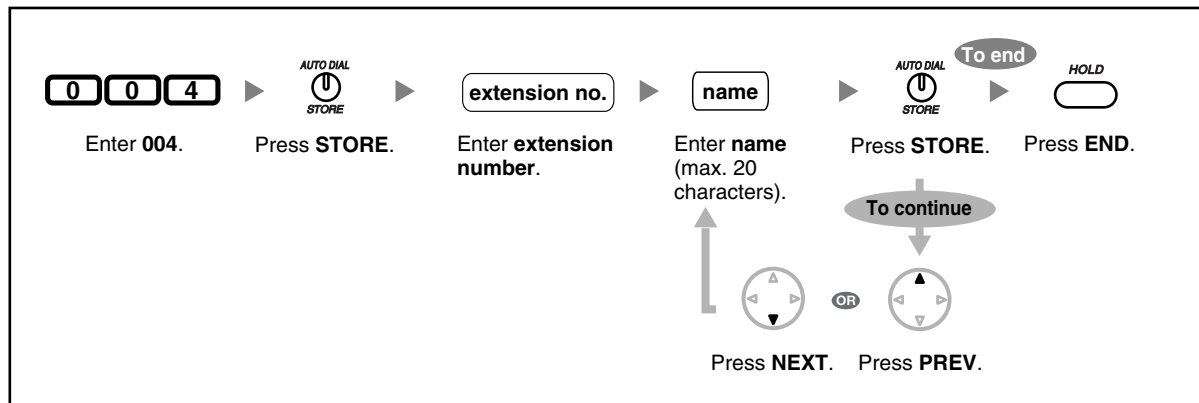 0 0 4
Enter 004.
AUTO DIAL
STORE
Press STORE.
extension no.
Enter extension
number.
name
Enter name
(max. 20
characters).
AUTO DIAL
STORE
Press STORE.
To end
HOLD
Press END.
To continue
Press NEXT.
OR
Press PREV.